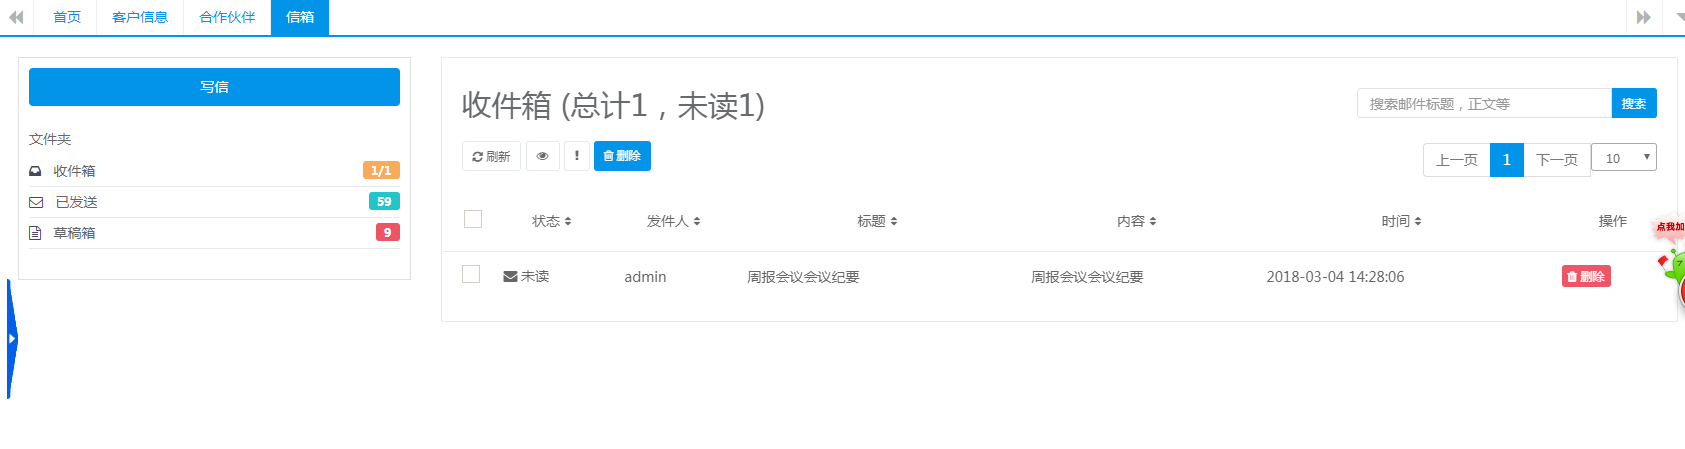 首页 客户信息 合作伙伴 信箱
写信
文件夹
收件箱 1/1
已发送 59
草稿箱 9
收件箱 (总计1，未读1)
搜索邮件标题，正文等 搜索
刷新 ! 删除
上一页 1 下一页 10
状态 发件人 标题 内容 时间 操作
未读 admin 周报会议会议纪要 周报会议会议纪要 2018-03-04 14:28:06 删除
点我加
7